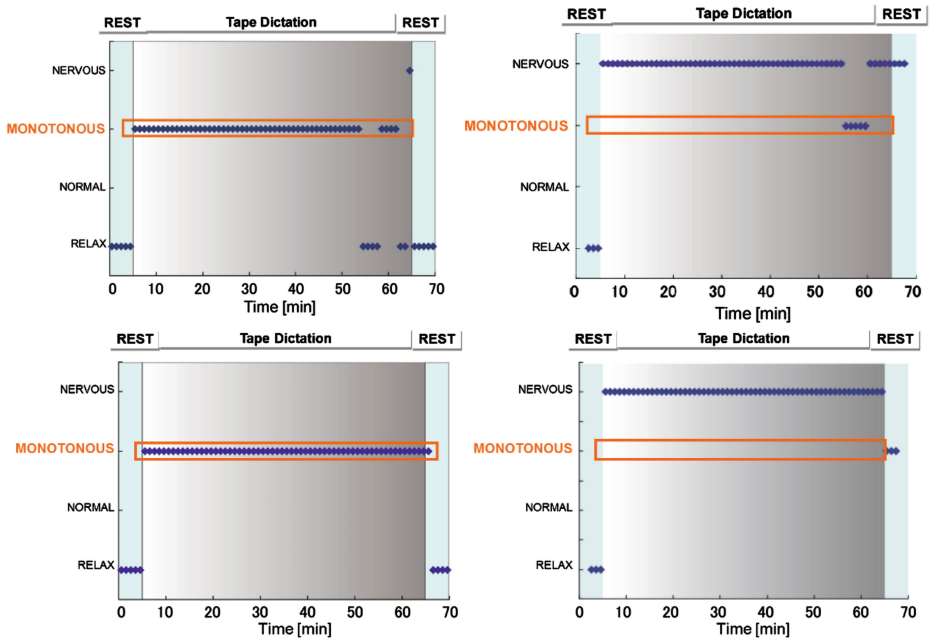 REST Tape Dictation REST
NERVOUS
MONOTONOUS
NORMAL
RELAX
0 10 20 30 40 50 60 70
Time [min]
REST Tape Dictation REST
NERVOUS
MONOTONOUS
NORMAL
RELAX
0 10 20 30 40 50 60 70
Time [min]
REST Tape Dictation REST
NERVOUS
MONOTONOUS
NORMAL
RELAX
0 10 20 30 40 50 60 70
Time [min]
REST Tape Dictation REST
NERVOUS
MONOTONOUS
NORMAL
RELAX
0 10 20 30 40 50 60 70
Time [min]